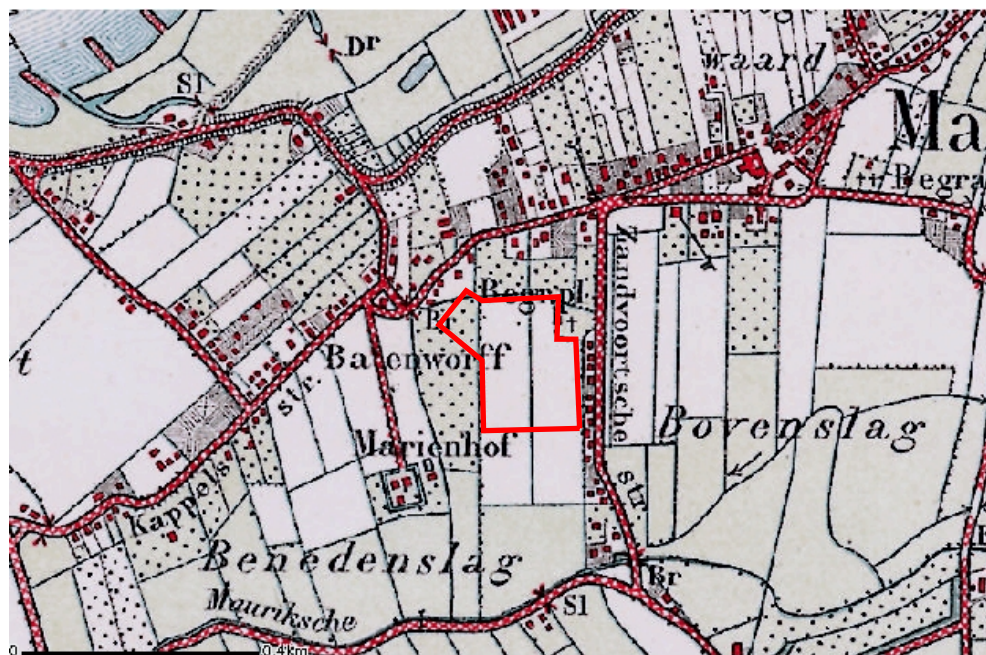 Dr
Sl
waard
Ma
Begra
Zandvoortsche
str.
Begr. pl.
B
Batenworff
t
str.
Bovenslag
Marienhof
Kappels
Benedenslag
Br
Mauriksche
Sl
0
0.4km